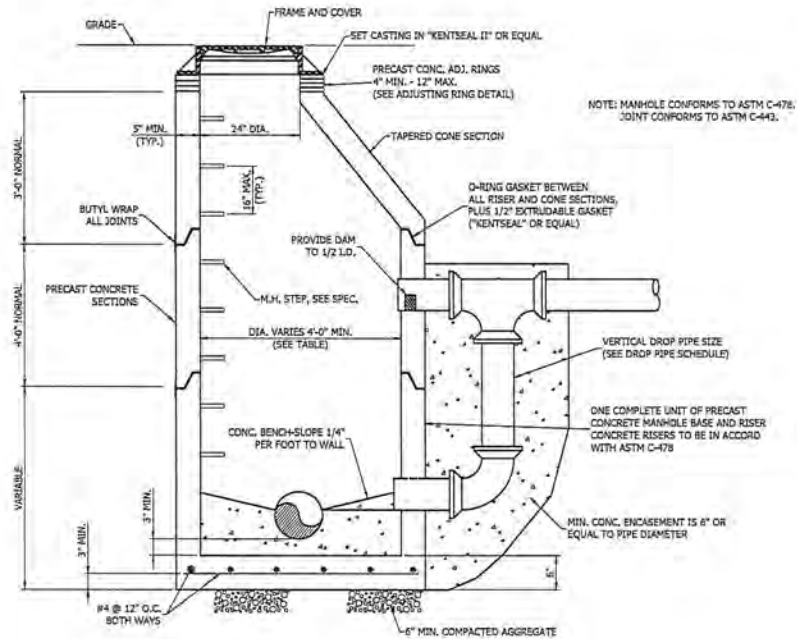 FRAME AND COVER
GRADE
SET CASTING IN "KENTSEAL II" OR EQUAL
PRECAST CONC. ADJ. RINGS
4" MIN. - 12" MAX.
(SEE ADJUSTING RING DETAIL)
NOTE: MANHOLE CONFORMS TO ASTM C-478.
JOINT CONFORMS TO ASTM C-443.
5" MIN.
(TYP.)
24" DIA.
TAPERED CONE SECTION
3'-0" NORMAL
16" MAX.
(TYP.)
O-RING GASKET BETWEEN
ALL RISER AND CONE SECTIONS,
PLUS 1/2" EXTRUDABLE GASKET
("KENTSEAL" OR EQUAL)
BUTYL WRAP
ALL JOINTS
PROVIDE DAM
TO 1/2 I.D.
PRECAST CONCRETE
SECTIONS
M.H. STEP, SEE SPEC.
4'-0" NORMAL
DIA. VARIES 4'-0" MIN.
(SEE TABLE)
VERTICAL DROP PIPE SIZE
(SEE DROP PIPE SCHEDULE)
ONE COMPLETE UNIT OF PRECAST
CONCRETE MANHOLE BASE AND RISER
CONCRETE RISERS TO BE IN ACCORD
WITH ASTM C-478
CONC. BENCH-SLOPE 1/4"
PER FOOT TO WALL
VARIABLE
3" MIN.
MIN. CONC. ENCASEMENT IS 6" OR
EQUAL TO PIPE DIAMETER
3" MIN.
6"
#4 @ 12" O.C.
BOTH WAYS
6" MIN. COMPACTED AGGREGATE